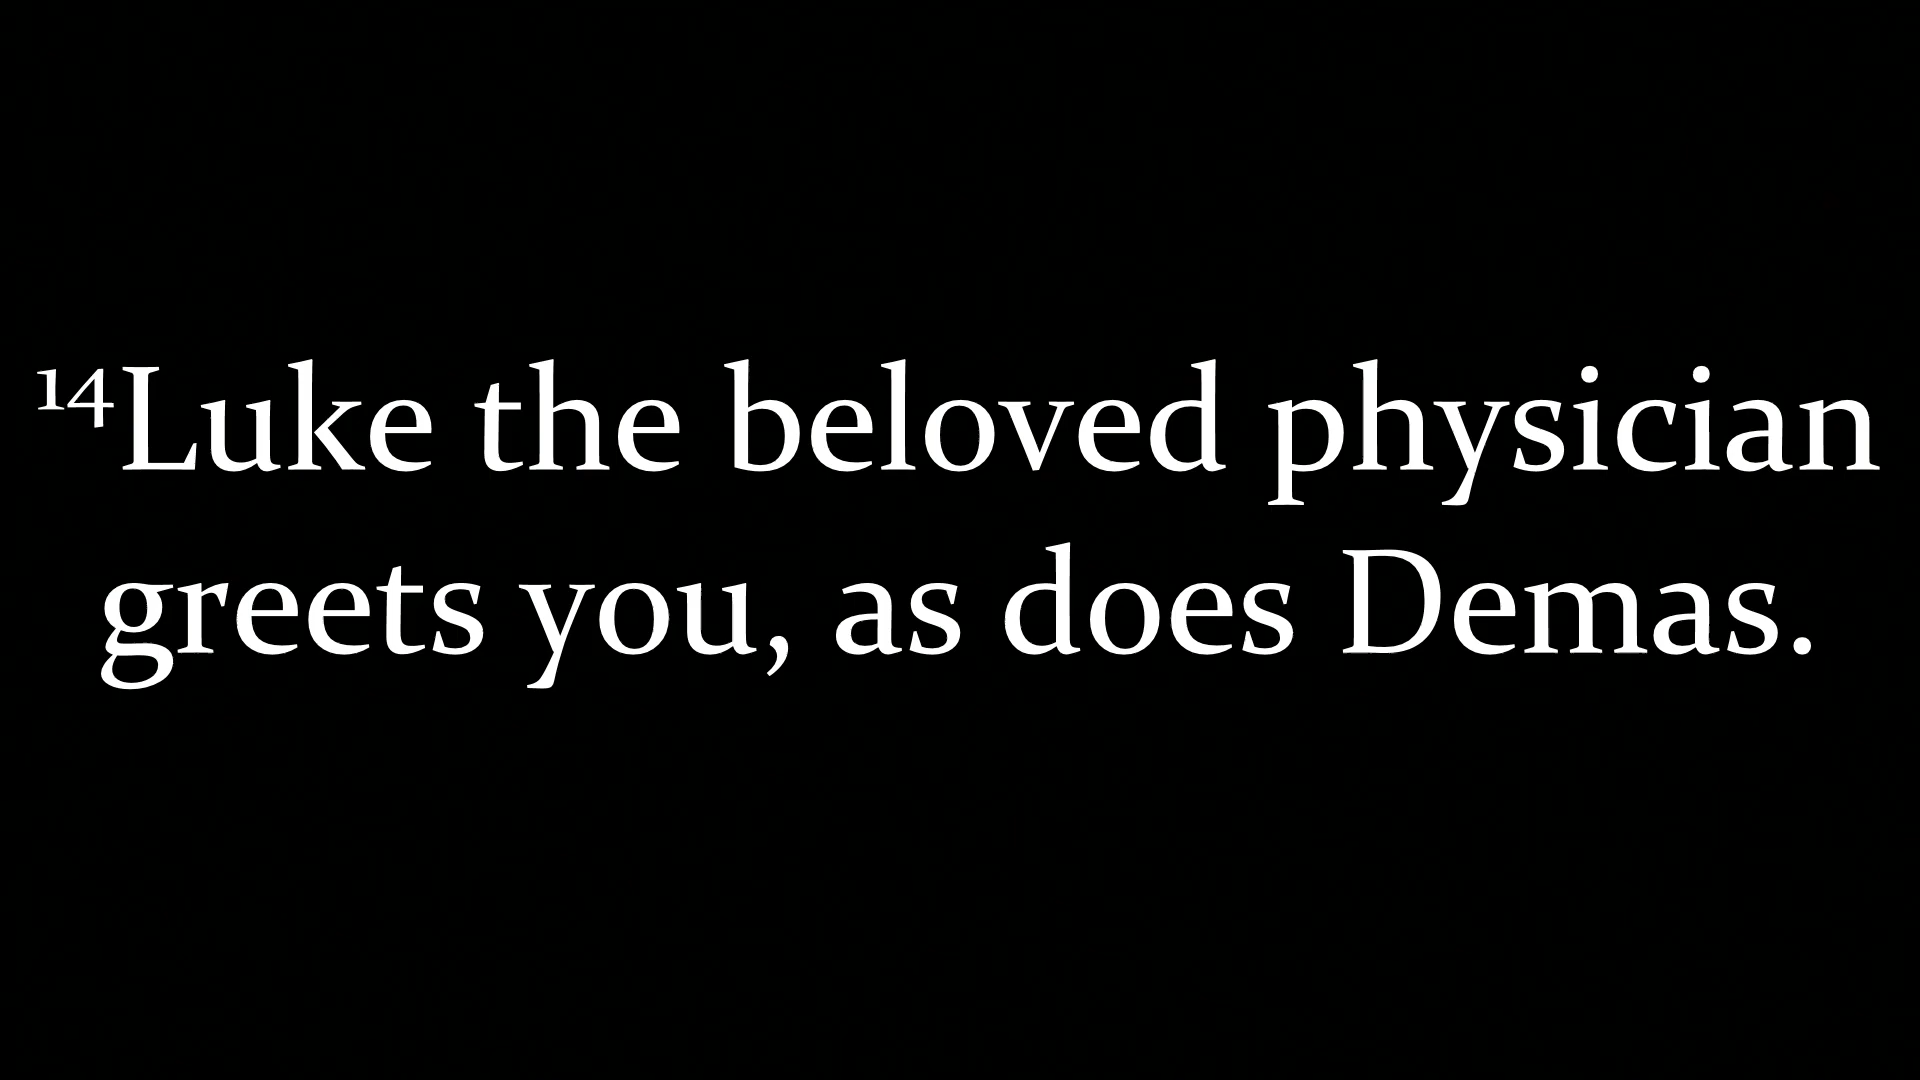 ¹⁴Luke the beloved physician
greets you, as does Demas.